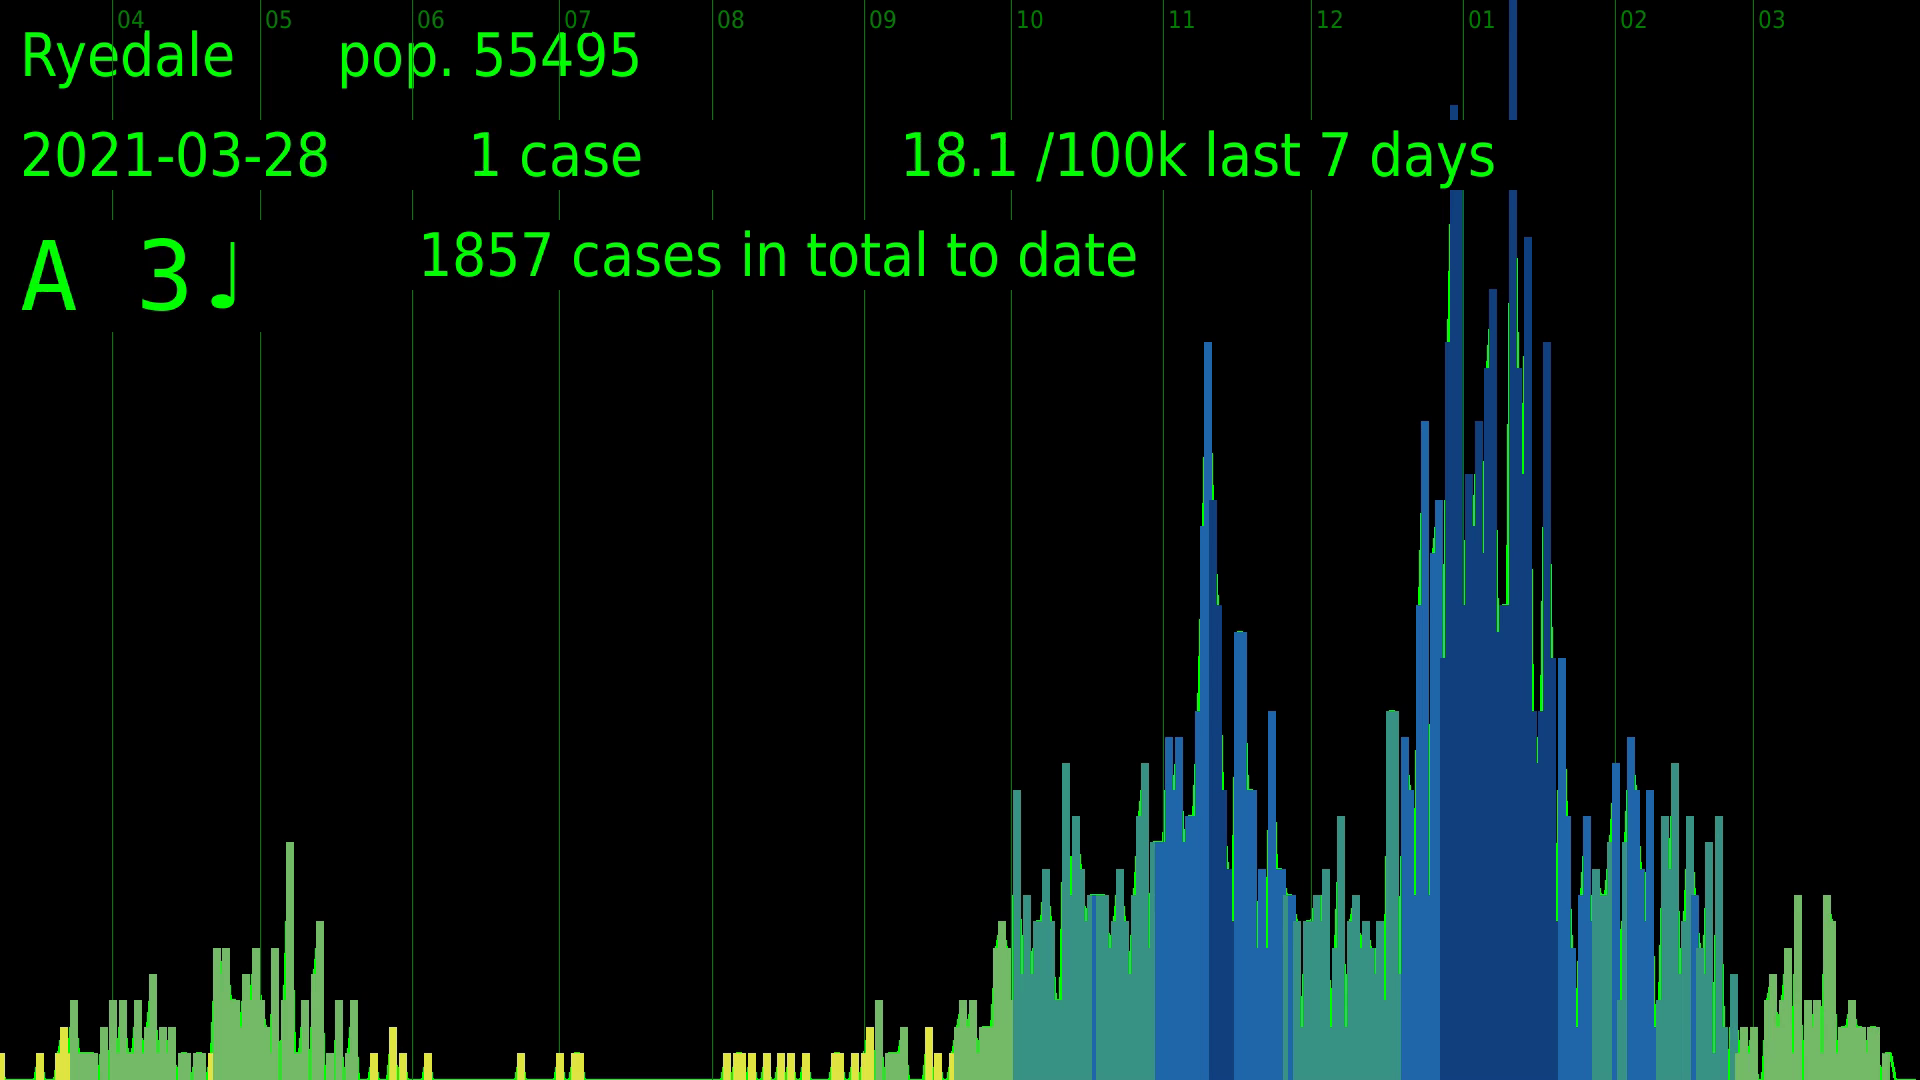 04 05 06 07 08 09 10 11 12 01 02 03
Ryedale pop. 55495
2021-03-28 1 case 18.1 /100k last 7 days
A 3♩ 1857 cases in total to date